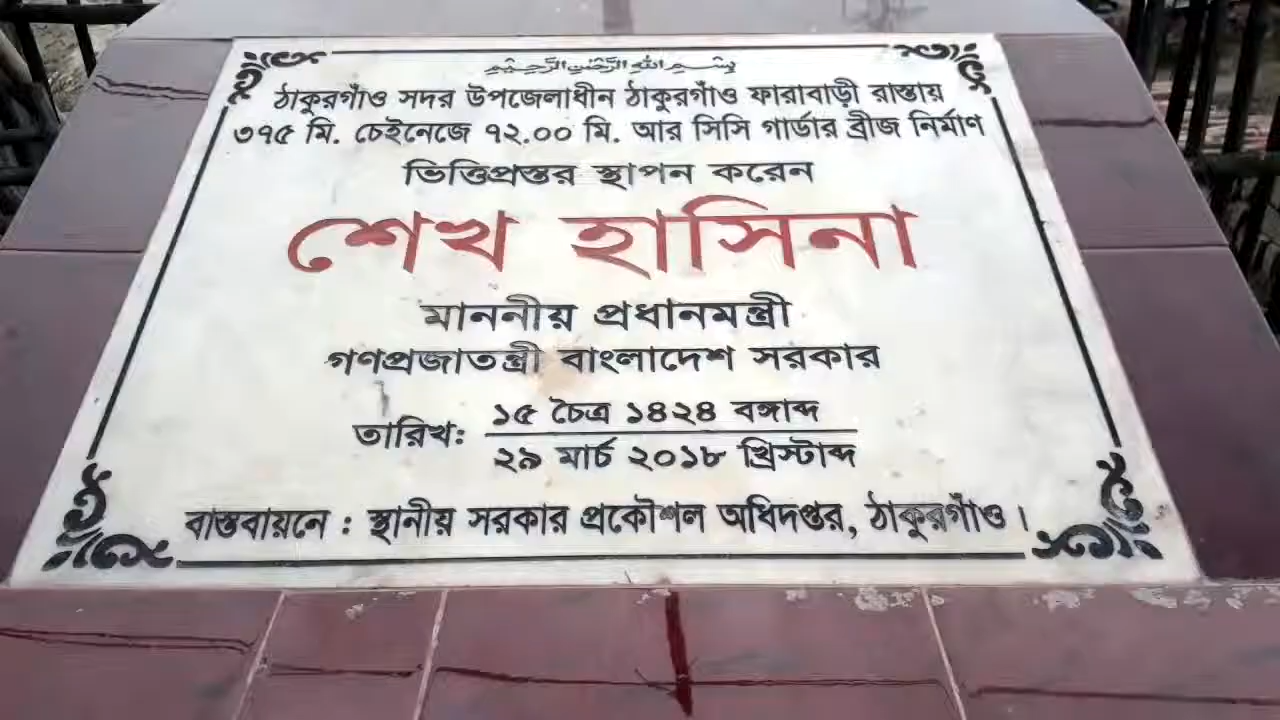 بِسْمِ اللهِ الرَّحْمٰنِ الرَّحِيْمِ
ঠাকুরগাঁও সদর উপজেলাধীন ঠাকুরগাঁও ফারাবাড়ী রাস্তায়
৩৭৫ মি. চেইনেজে ৭২.০০ মি. আর সিসি গার্ডার ব্রীজ নির্মাণ
ভিত্তিপ্রস্তর স্থাপন করেন
শেখ হাসিনা
মাননীয় প্রধানমন্ত্রী
গণপ্রজাতন্ত্রী বাংলাদেশ সরকার
তারিখ: ১৫ চৈত্র ১৪২৪ বঙ্গাব্দ
২৯ মার্চ ২০১৮ খ্রিস্টাব্দ
বাস্তবায়নে : স্থানীয় সরকার প্রকৌশল অধিদপ্তর, ঠাকুরগাঁও।